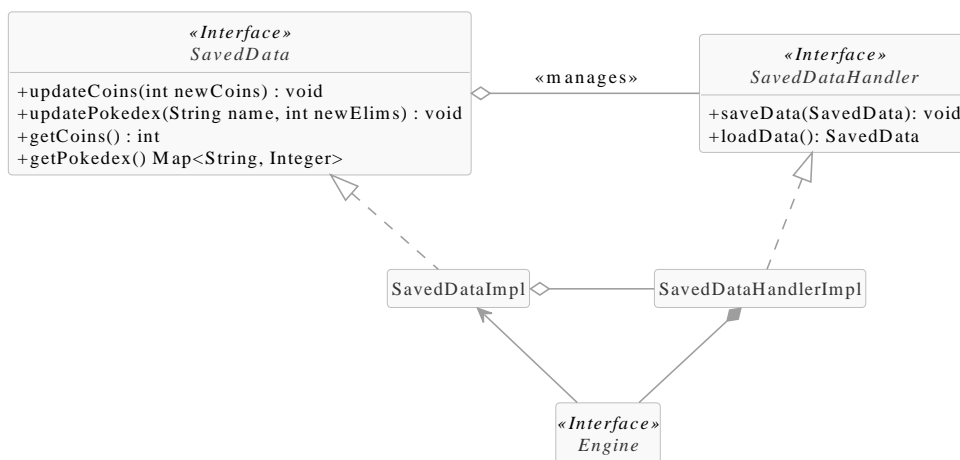 «Interface»
SavedData
+updateCoins(int newCoins) : void
+updatePokedex(String name, int newElims) : void
+getCoins() : int
+getPokedex() Map<String, Integer>
«manages»
«Interface»
SavedDataHandler
+saveData(SavedData): void
+loadData(): SavedData
SavedDataImpl
SavedDataHandlerImpl
«Interface»
Engine